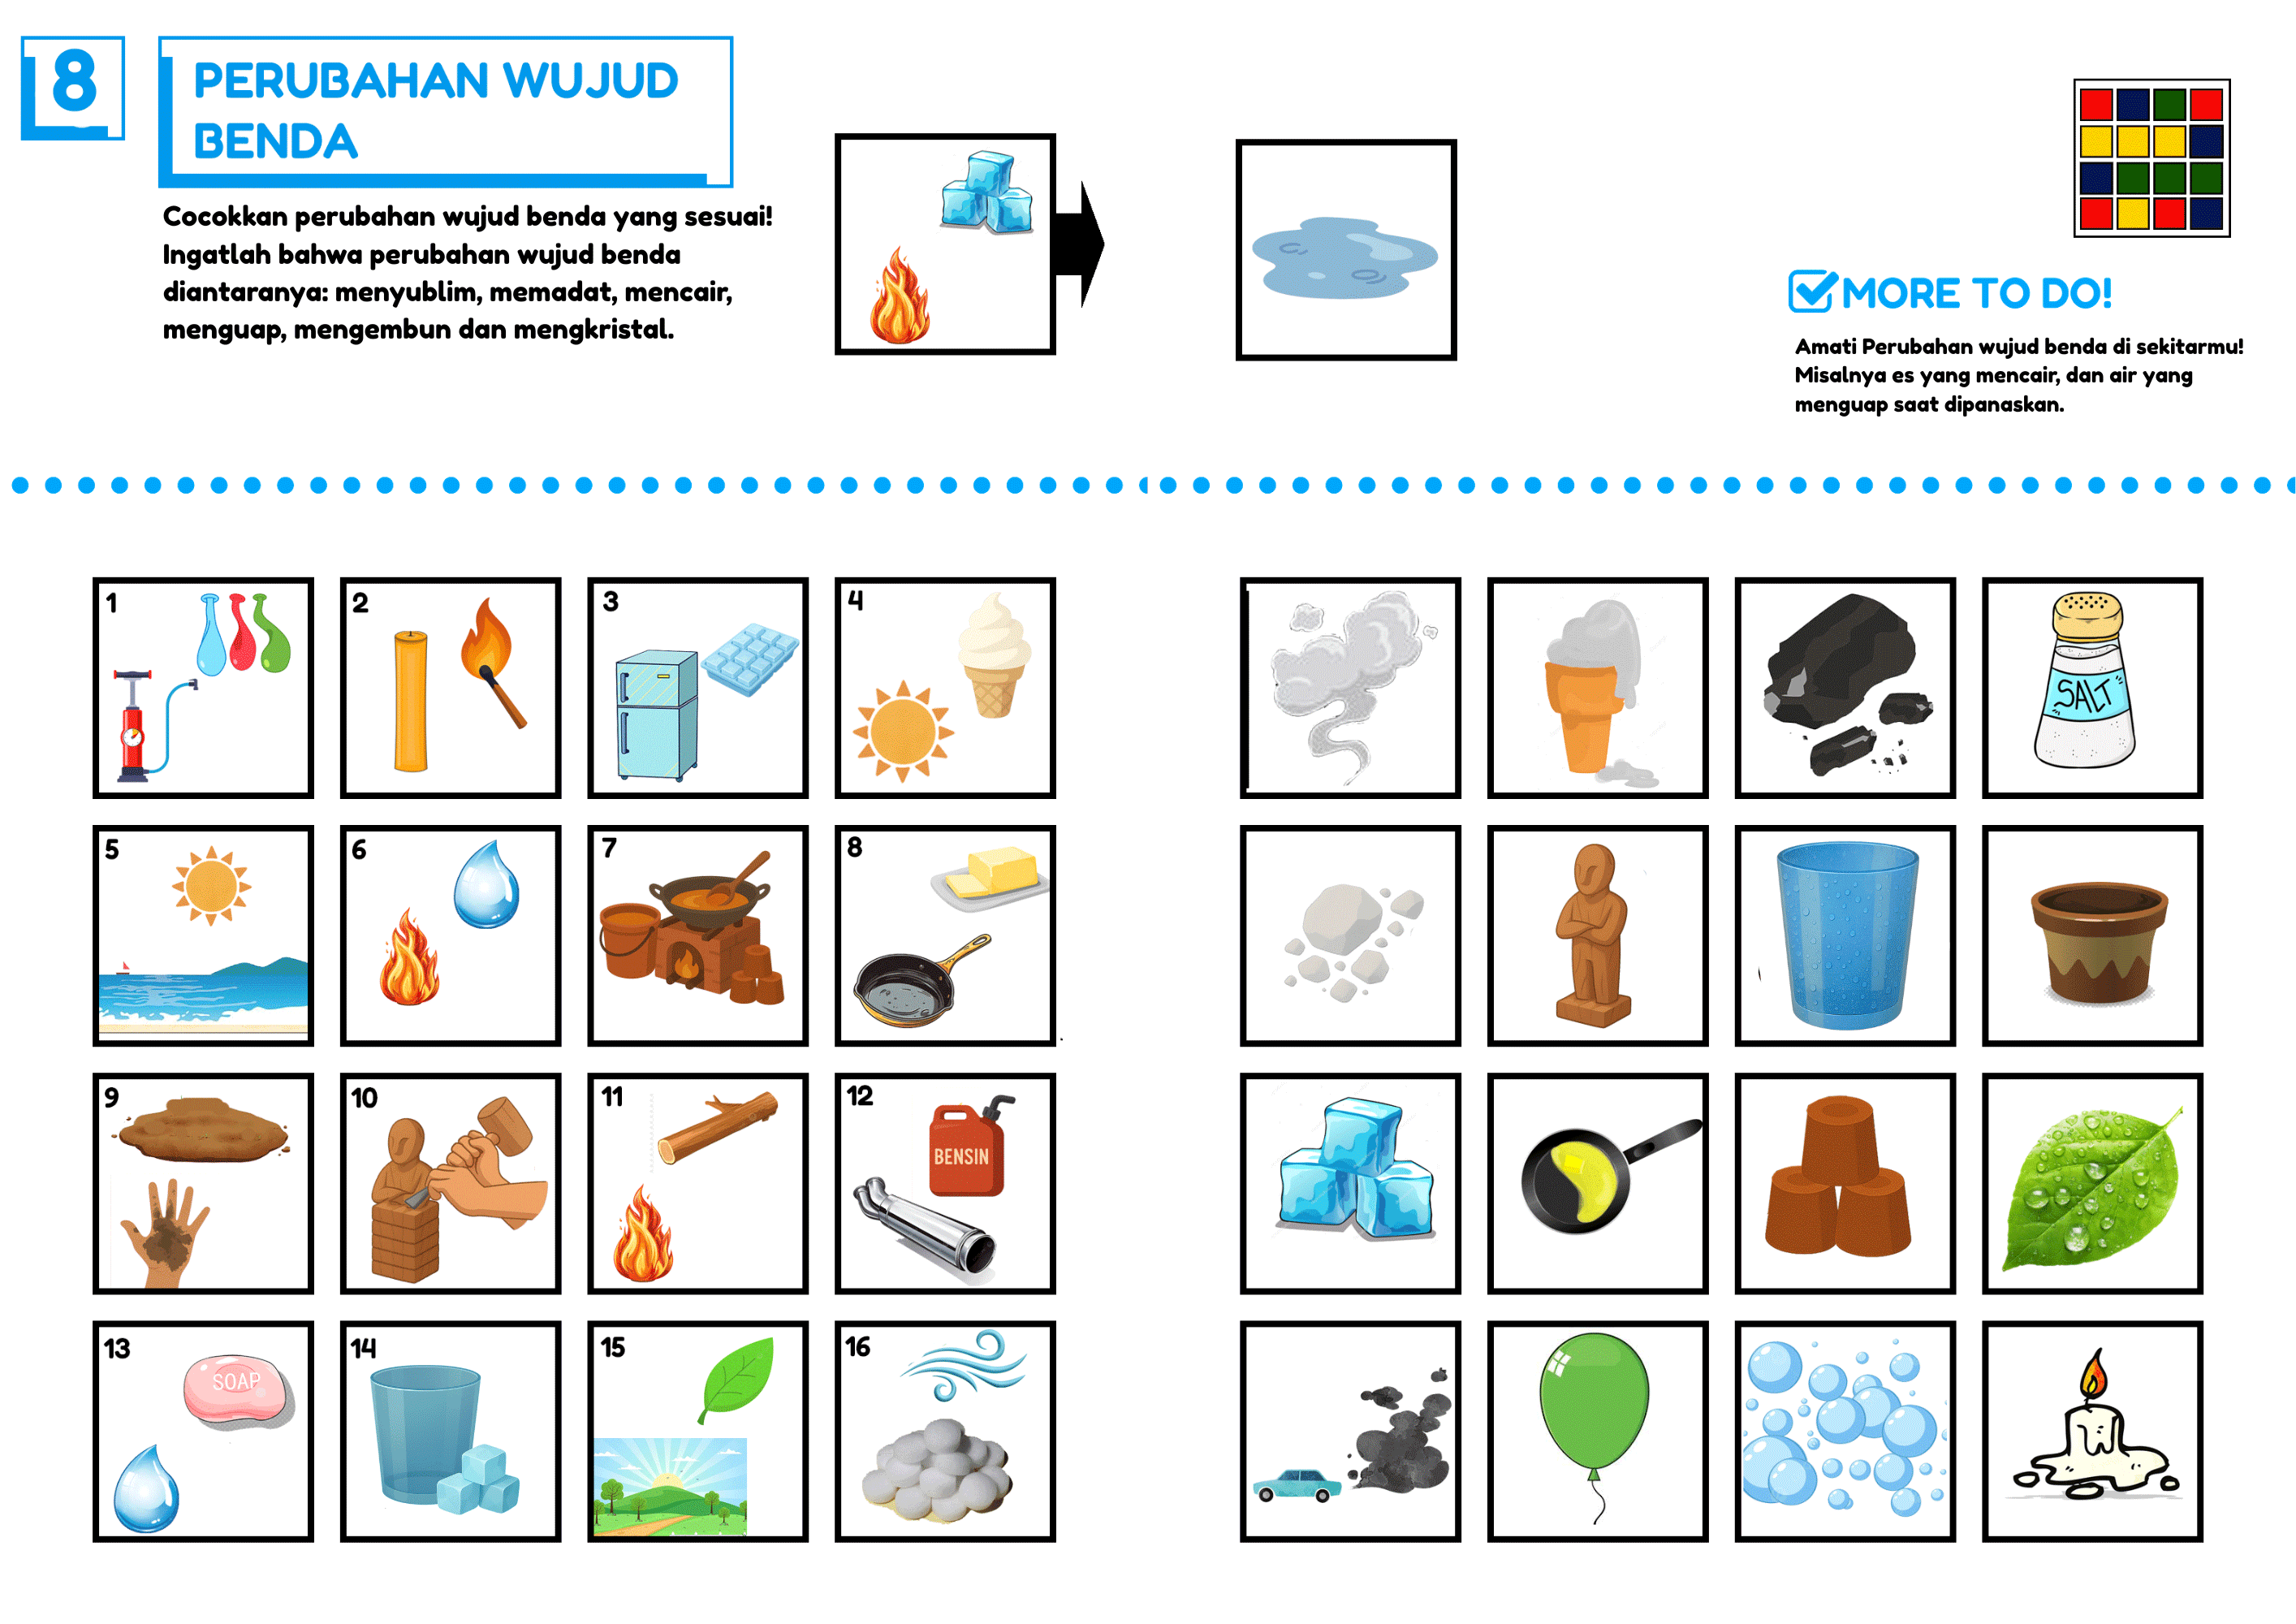 8
PERUBAHAN WUJUD
BENDA
Cocokkan perubahan wujud benda yang sesuai!
Ingatlah bahwa perubahan wujud benda
diantaranya: menyublim, memadat, mencair,
menguap, mengembun dan mengkristal.
MORE TO DO!
Amati Perubahan wujud benda di sekitarmu!
Misalnya es yang mencair, dan air yang
menguap saat dipanaskan.
1
2
3
4
SALT
5
6
7
8
9
10
11
12
BENSIN
13
SOAP
14
15
16